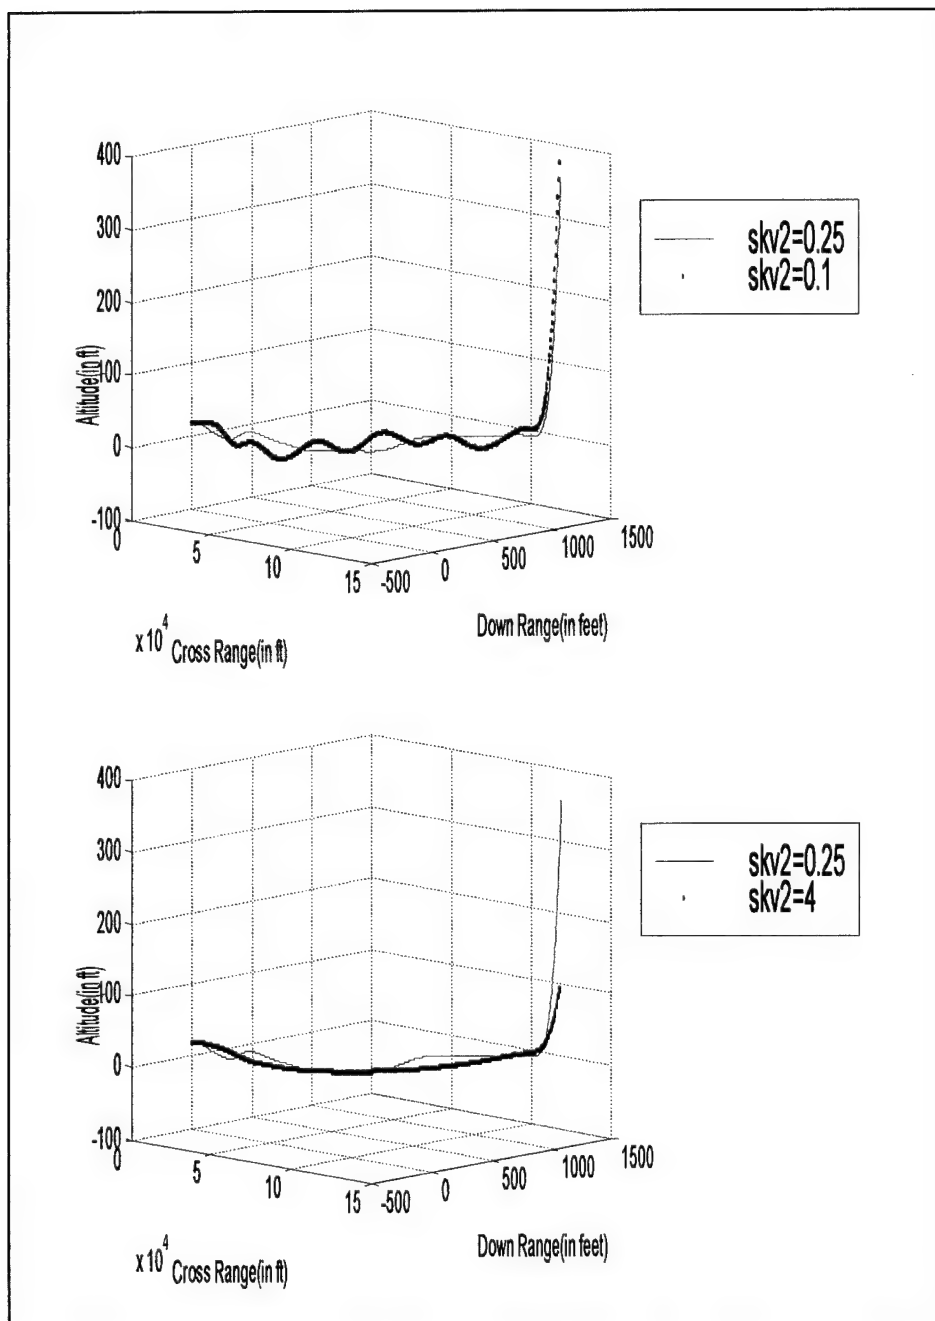 400
300
200
100
0
-100
Altitude(in ft)
skv2=0.25
skv2=0.1
0
5
10
15
-500
0
500
1000
1500
x 10^4
Cross Range(in ft)
Down Range(in feet)
400
300
200
100
0
-100
Altitude(in ft)
skv2=0.25
skv2=4
0
5
10
15
-500
0
500
1000
1500
x 10^4
Cross Range(in ft)
Down Range(in feet)